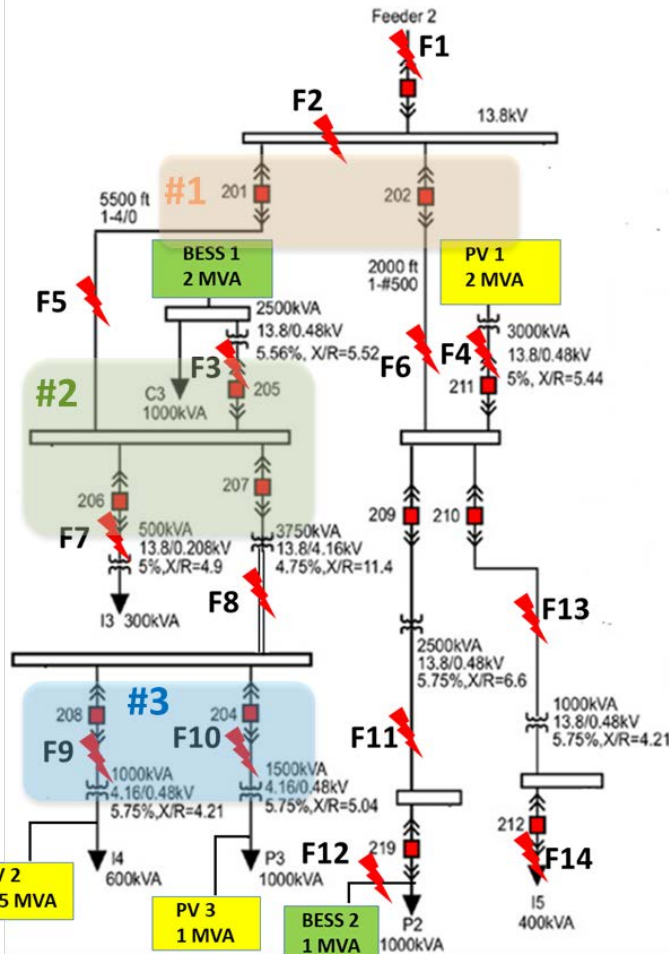 Feeder 2
F1
F2
13.8kV
#1
201
202
5500 ft
1-4/0
BESS 1
2 MVA
2000 ft
1-#500
PV 1
2 MVA
F5
2500kVA
13.8/0.48kV
5.56%, X/R=5.52
F3
205
C3
1000kVA
F6
F4
3000kVA
13.8/0.48kV
5%, X/R=5.44
211
#2
206
207
209
210
F7
500kVA
13.8/0.208kV
5%,X/R=4.9
3750kVA
13.8/4.16kV
4.75%,X/R=11.4
I3 300kVA
F8
F13
2500kVA
13.8/0.48kV
5.75%,X/R=6.6
#3
208
204
F9
F10
F11
1000kVA
4.16/0.48kV
5.75%,X/R=4.21
1500kVA
4.16/0.48kV
5.75%,X/R=5.04
1000kVA
13.8/0.48kV
5.75%,X/R=4.21
212
219
F12
F14
V 2
5 MVA
I4
600kVA
P3
1000kVA
PV 3
1 MVA
BESS 2
1 MVA
P2
1000kVA
I5
400kVA